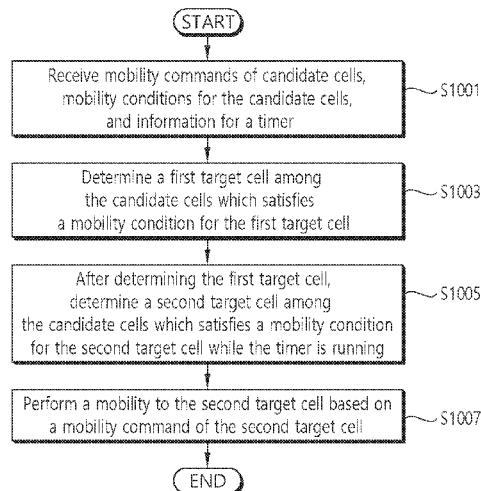 START
Receive mobility commands of candidate cells,
mobility conditions for the candidate cells,
and information for a timer
S1001
Determine a first target cell among
the candidate cells which satisfies
a mobility condition for the first target cell
S1003
After determining the first target cell,
determine a second target cell among
the candidate cells which satisfies a mobility condition
for the second target cell while the timer is running
S1005
Perform a mobility to the second target cell based on
a mobility command of the second target cell
S1007
END